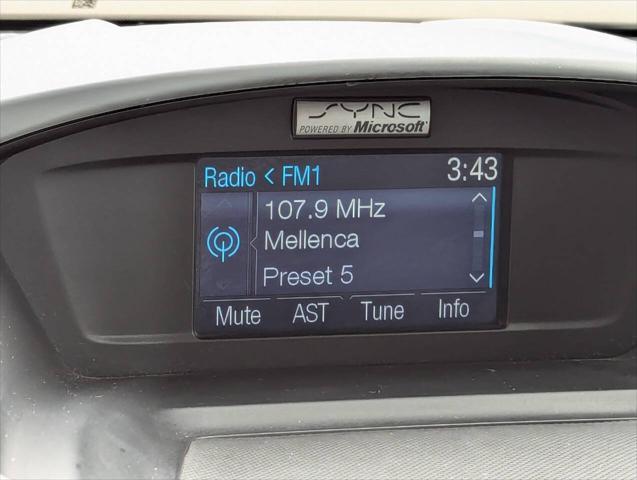 SYNC
POWERED BY Microsoft
Radio < FM1 3:43
107.9 MHz
Mellenca
Preset 5
Mute AST Tune Info